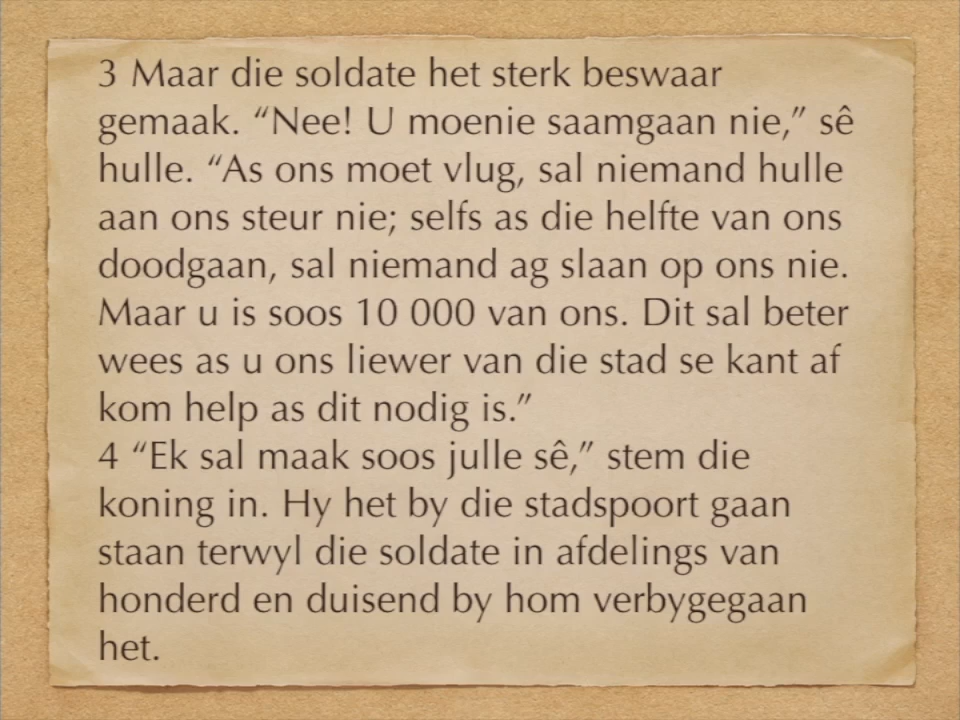 3 Maar die soldate het sterk beswaar
gemaak. “Nee! U moenie saamgaan nie,” sê
hulle. “As ons moet vlug, sal niemand hulle
aan ons steur nie; selfs as die helfte van ons
doodgaan, sal niemand ag slaan op ons nie.
Maar u is soos 10 000 van ons. Dit sal beter
wees as u ons liewer van die stad se kant af
kom help as dit nodig is.”
4 “Ek sal maak soos julle sê,” stem die
koning in. Hy het by die stadspoort gaan
staan terwyl die soldate in afdelings van
honderd en duisend by hom verbygegaan
het.